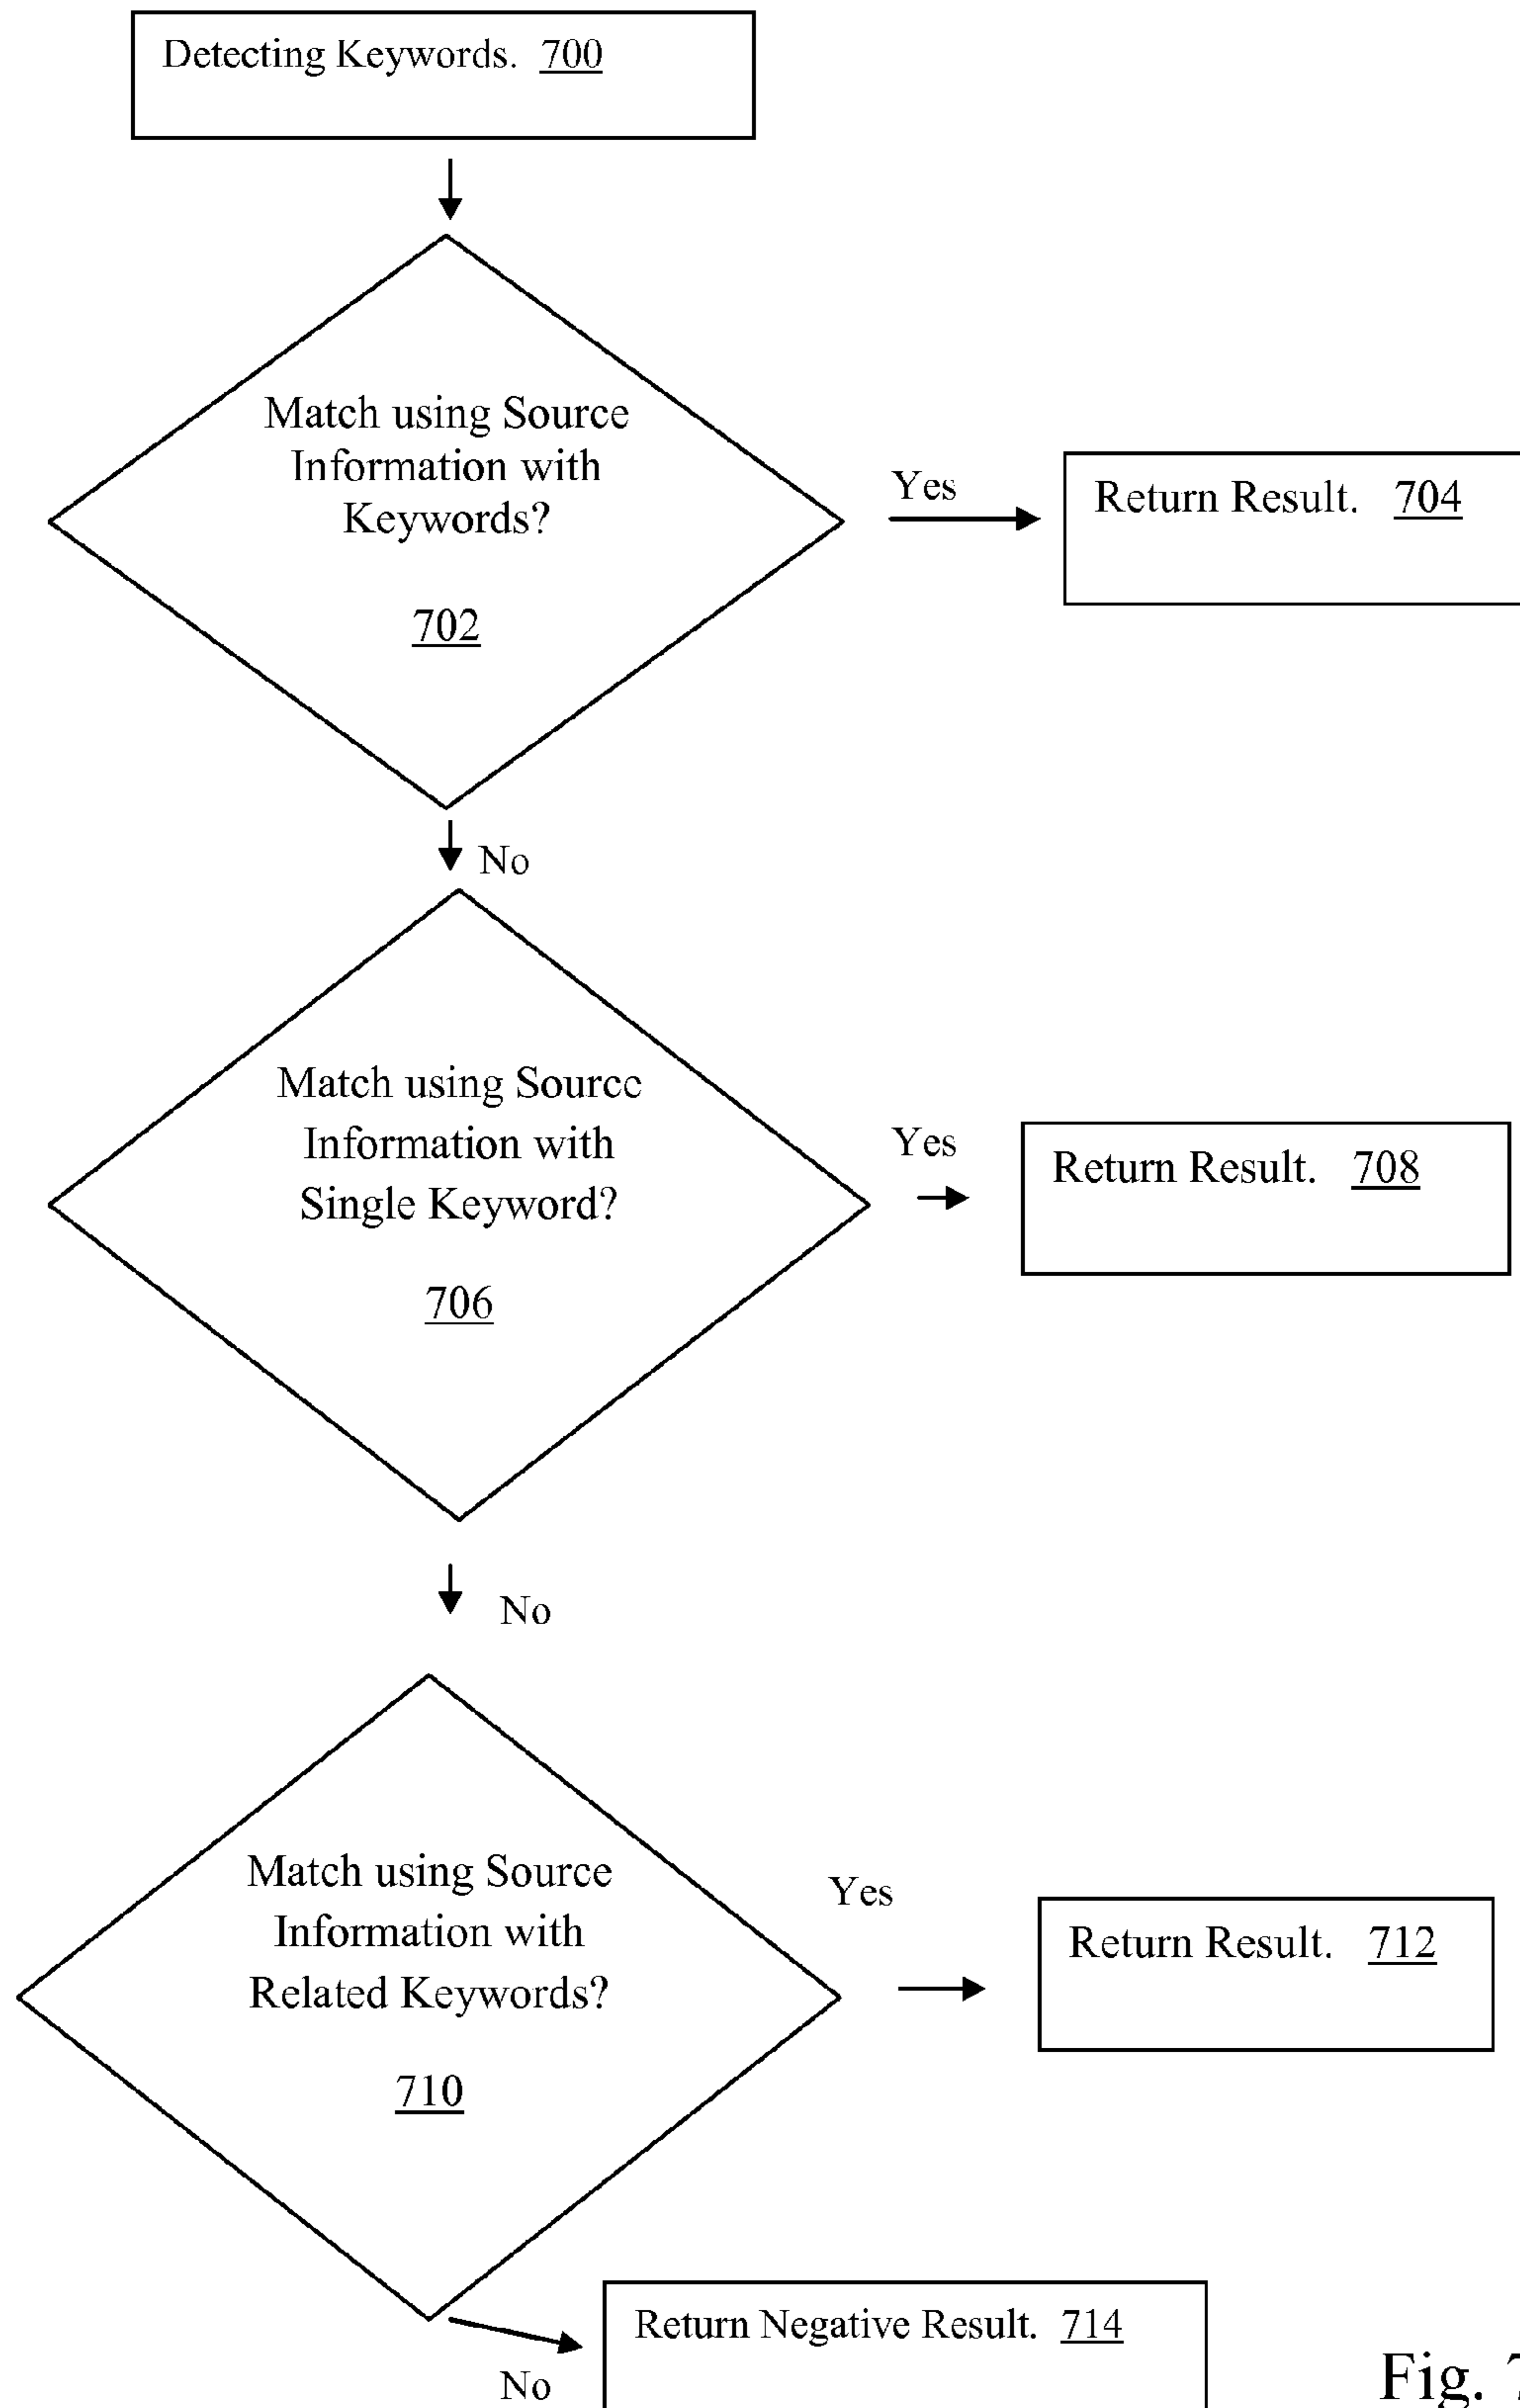 Detecting Keywords. 700
Match using Source
Information with
Keywords?
702
Yes
Return Result. 704
No
Match using Source
Information with
Single Keyword?
706
Yes
Return Result. 708
No
Match using Source
Information with
Related Keywords?
710
Yes
Return Result. 712
No
Return Negative Result. 714
Fig. 7